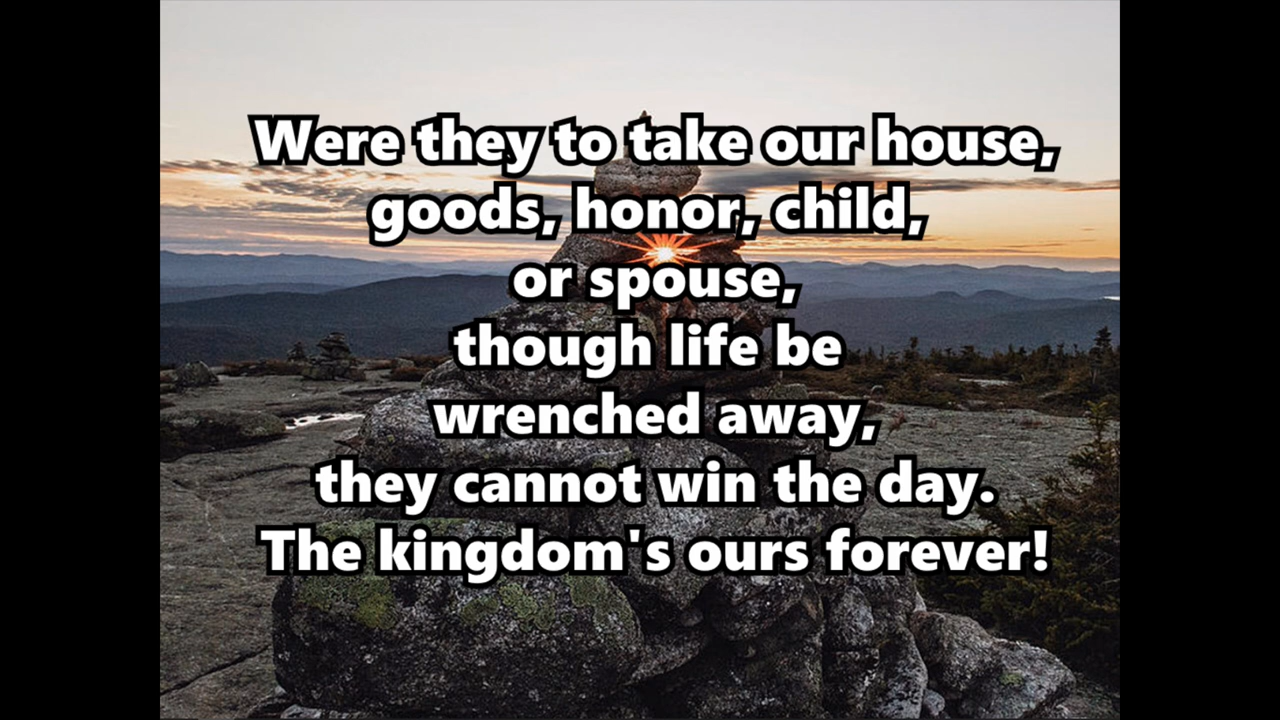 Were they to take our house,
goods, honor, child,
or spouse,
though life be
wrenched away,
they cannot win the day.
The kingdom's ours forever!